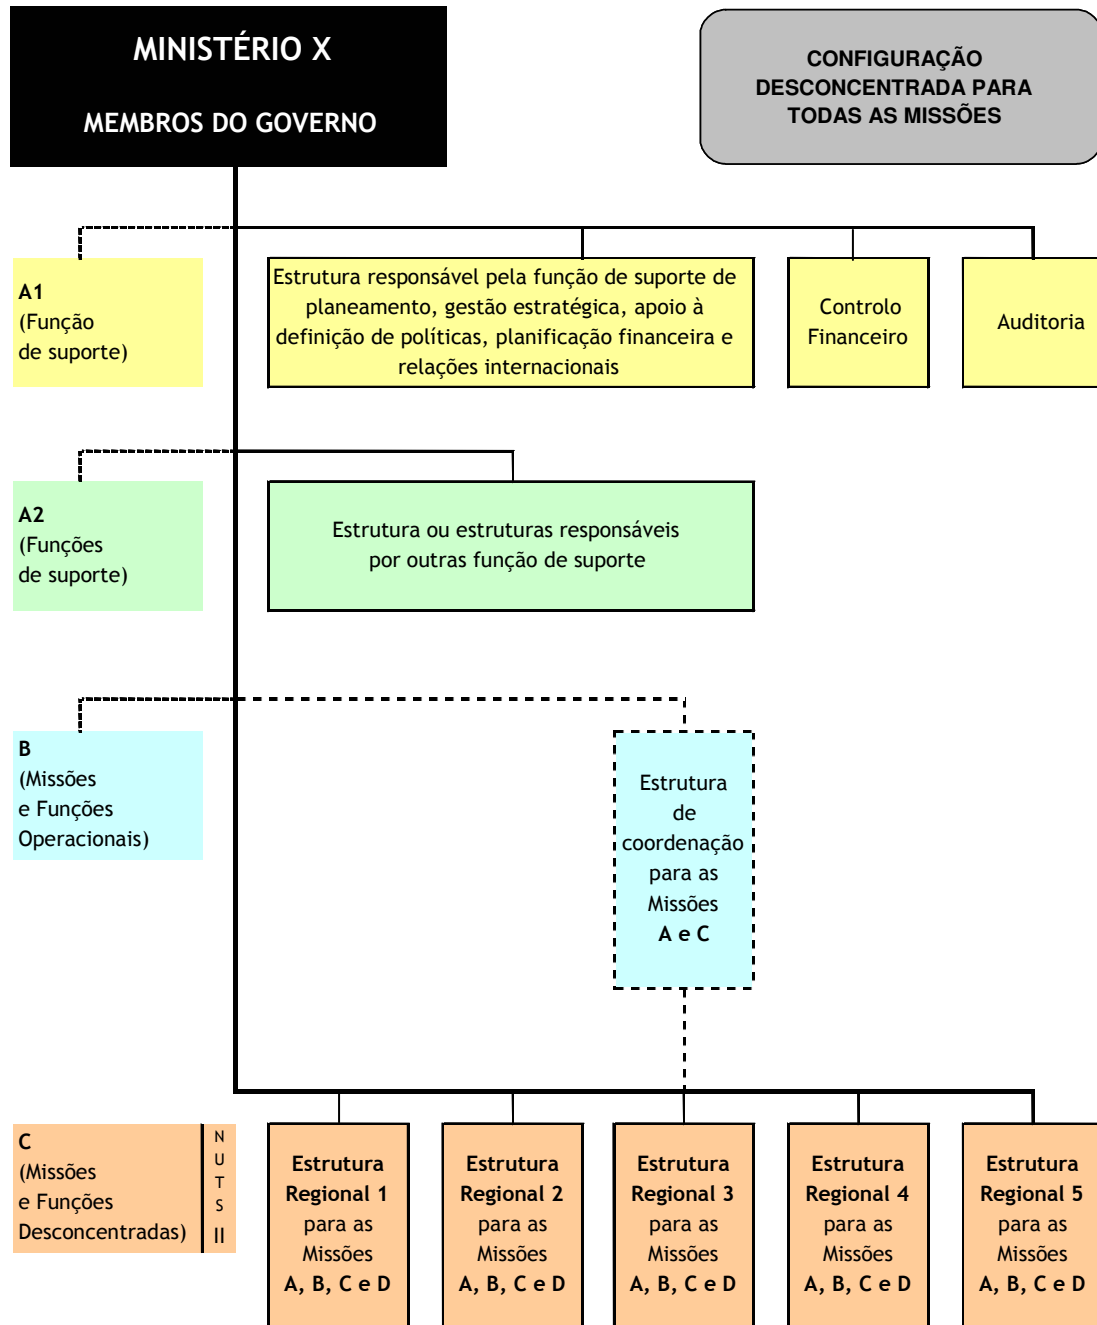 MINISTÉRIO X
MEMBROS DO GOVERNO
CONFIGURAÇÃO
DESCONCENTRADA PARA
TODAS AS MISSÕES
A1
(Função
de suporte)
Estrutura responsável pela função de suporte de
planeamento, gestão estratégica, apoio à
definição de políticas, planificação financeira e
relações internacionais
Controlo
Financeiro
Auditoria
A2
(Funções
de suporte)
Estrutura ou estruturas responsáveis
por outras função de suporte
B
(Missões
e Funções
Operacionais)
Estrutura
de
coordenação
para as
Missões
A e C
C
(Missões
e Funções
Desconcentradas)
N
U
T
S
II
Estrutura
Regional 1
para as
Missões
A, B, C e D
Estrutura
Regional 2
para as
Missões
A, B, C e D
Estrutura
Regional 3
para as
Missões
A, B, C e D
Estrutura
Regional 4
para as
Missões
A, B, C e D
Estrutura
Regional 5
para as
Missões
A, B, C e D